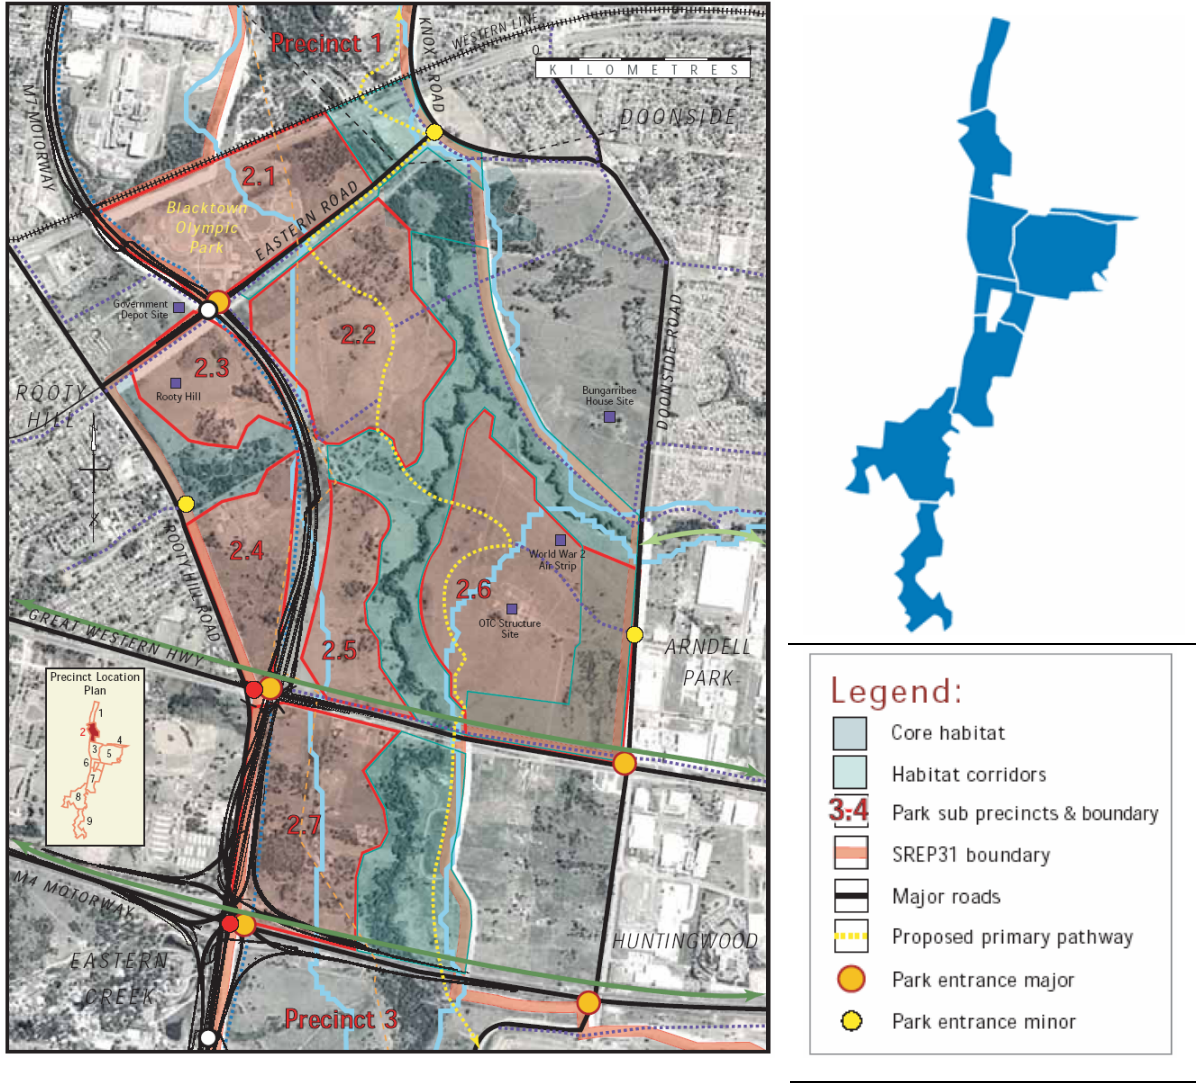 Precinct 1
KNOX ROAD
WESTERN LINE
0 1
KILOMETRES
M7 MOTORWAY
DOONSIDE
2.1
Blacktown
Olympic
Park
EASTERN ROAD
Government
Depot Site
2.2
2.3
Rooty Hill
ROOTY
HILL
DOONSIDE ROAD
Bungarribee
House Site
2.4
ROOTY HILL ROAD
World War 2
Air Strip
2.6
OTC Structure
Site
GREAT WESTERN HWY
2.5
ARNDELL
PARK
Precinct Location
Plan
1
2
3
4
5
6
7
8
9
2.7
M4 MOTORWAY
HUNTINGWOOD
EASTERN
CREEK
Precinct 3
Legend:
Core habitat
Habitat corridors
3.4 Park sub precincts & boundary
SREP31 boundary
Major roads
Proposed primary pathway
Park entrance major
Park entrance minor